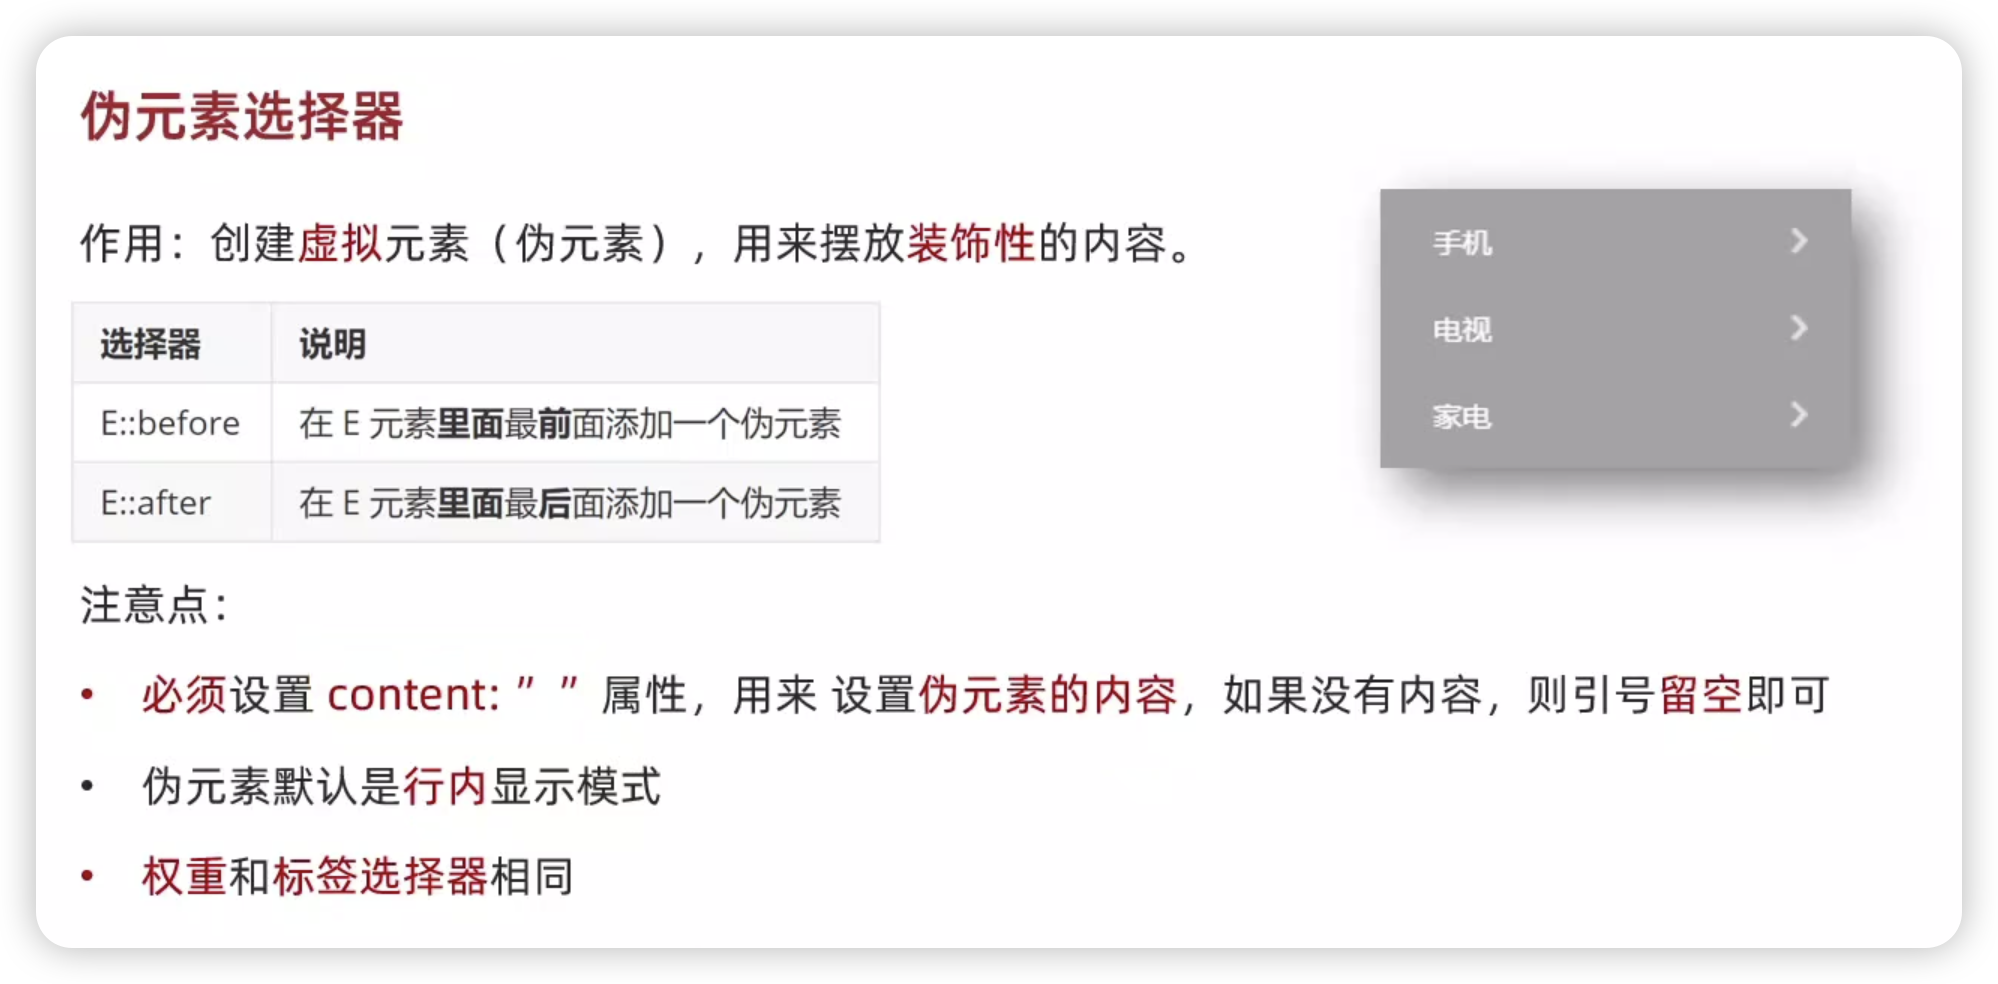 伪元素选择器
作用：创建虚拟元素（伪元素），用来摆放装饰性的内容。
选择器 说明
E::before 在 E 元素里面最前面添加一个伪元素
E::after 在 E 元素里面最后面添加一个伪元素
手机
电视
家电
注意点：
• 必须设置 content: ” ” 属性，用来 设置伪元素的内容，如果没有内容，则引号留空即可
• 伪元素默认是行内显示模式
• 权重和标签选择器相同